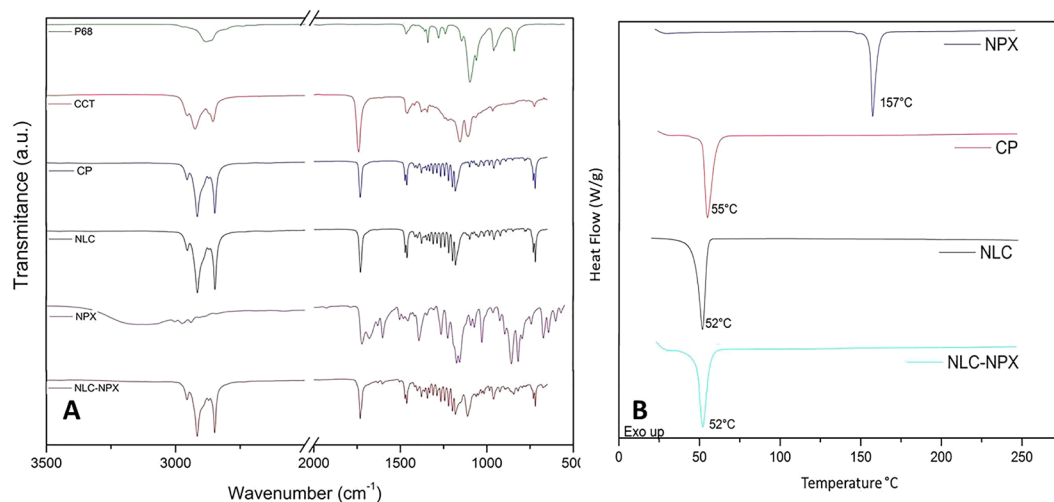 P68
CCT
CP
NLC
NPX
NLC-NPX
A
Transmitance (a.u.)
3500
3000
2000
1500
1000
500
Wavenumber (cm⁻¹)
NPX
157°C
CP
55°C
NLC
52°C
NLC-NPX
52°C
B
Exo up
Heat Flow (W/g)
0
50
100
150
200
250
Temperature °C